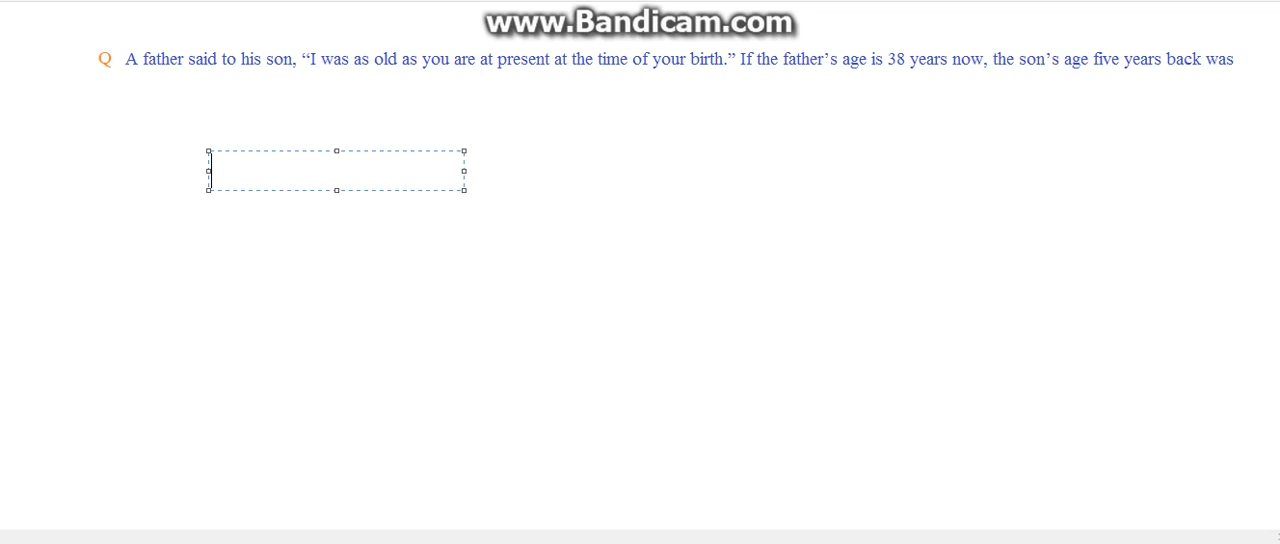 www.Bandicam.com
Q A father said to his son, “I was as old as you are at present at the time of your birth.” If the father’s age is 38 years now, the son’s age five years back was